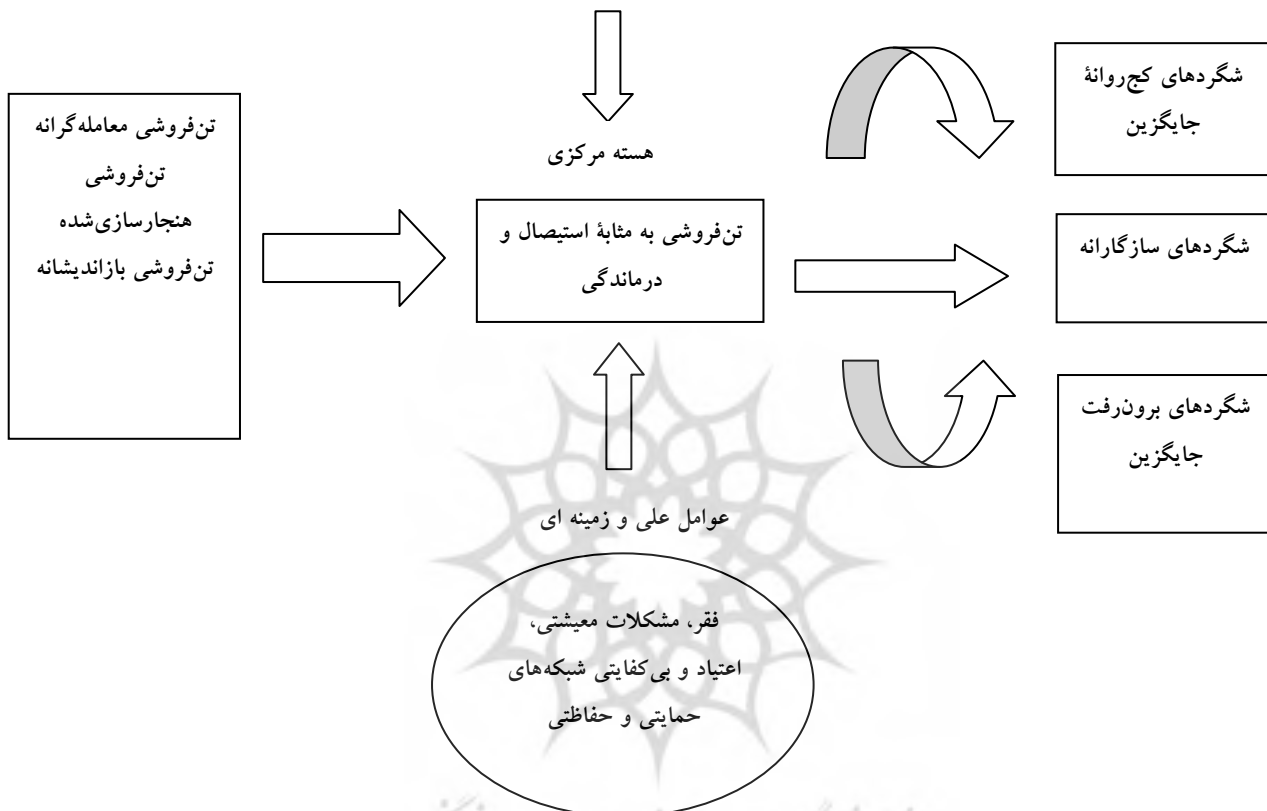 شگردهای کج‌روانۀ
جایگزین
تن‌فروشی معامله‌گرانه
تن‌فروشی
هنجارسازی‌شده
تن‌فروشی بازاندیشانه
هسته مرکزی
تن‌فروشی به مثابۀ استیصال و
درماندگی
شگردهای سازگارانه
شگردهای برون‌رفت
جایگزین
عوامل علی و زمینه ای
فقر، مشکلات معیشتی،
اعتیاد و بی‌کفایتی شبکه‌های
حمایتی و حفاظتی